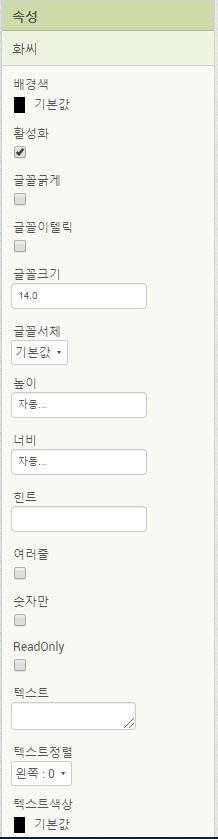 속성
화씨
배경색
기본값
활성화
글꼴굵게
글꼴이텔릭
글꼴크기
14.0
글꼴서체
기본값
높이
자동...
너비
자동...
힌트
여러줄
숫자만
ReadOnly
텍스트
텍스트정렬
왼쪽 : 0
텍스트색상
기본값